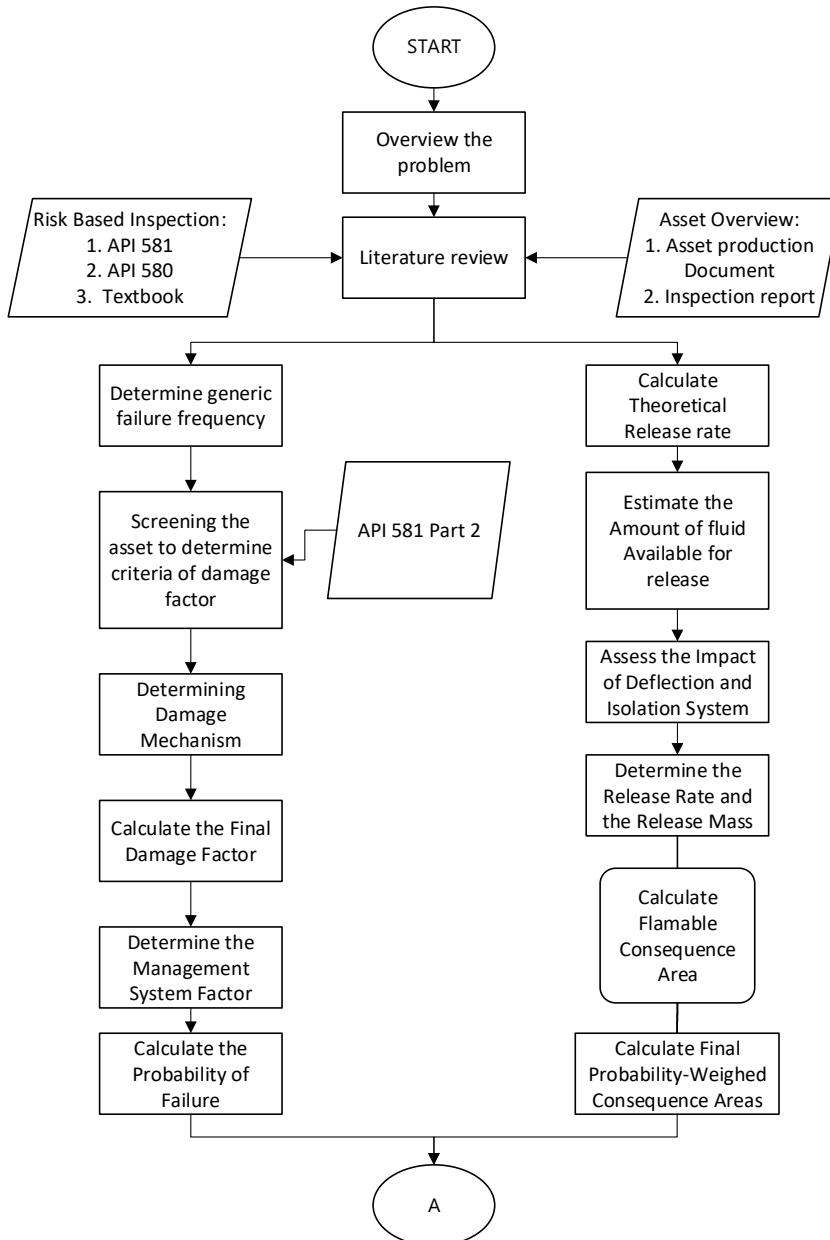 START
Overview the
problem
Risk Based Inspection:
1. API 581
2. API 580
3. Textbook
Literature review
Asset Overview:
1. Asset production
Document
2. Inspection report
Determine generic
failure frequency
Screening the
asset to determine
criteria of damage
factor
API 581 Part 2
Determining
Damage
Mechanism
Calculate the Final
Damage Factor
Determine the
Management
System Factor
Calculate the
Probability of
Failure
Calculate
Theoretical
Release rate
Estimate the
Amount of fluid
Available for
release
Assess the Impact
of Deflection and
Isolation System
Determine the
Release Rate and
the Release Mass
Calculate
Flamable
Consequence
Area
Calculate Final
Probability-Weighed
Consequence Areas
A